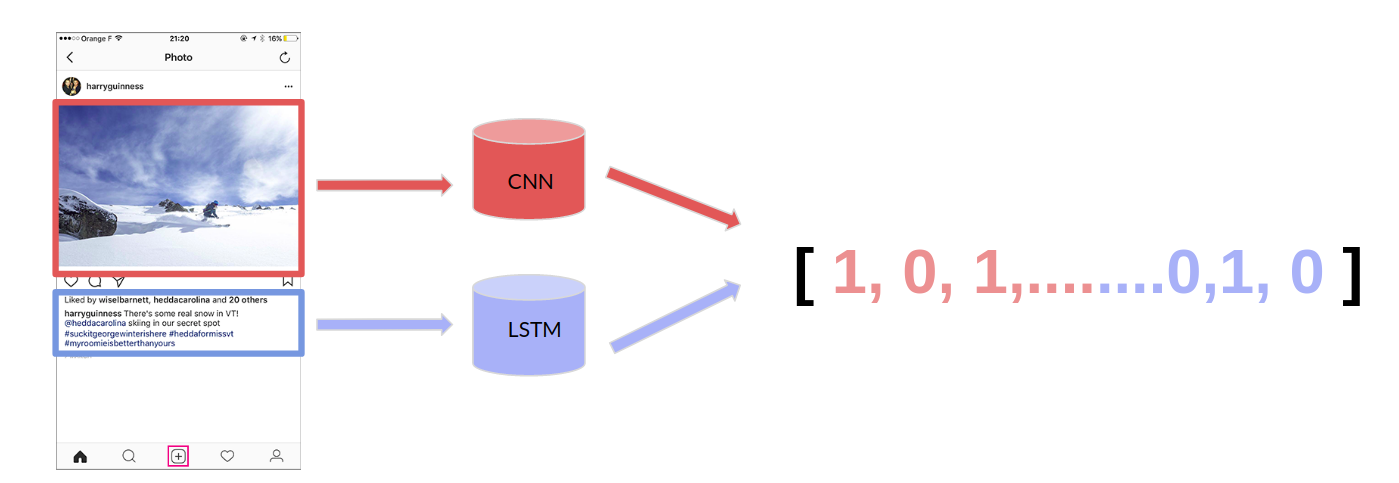 ●●●○○ Orange F 21:20 16%
Photo
harryguinness
Liked by wiselbarnett, heddacarolina and 20 others
harryguinness There's some real snow in VT!
@heddacarolina skiing in our secret spot
#suckitgeorgewinterishere #heddaformissvt
#myroomieisbetterthanyours
CNN
LSTM
[ 1, 0, 1,........0,1, 0 ]